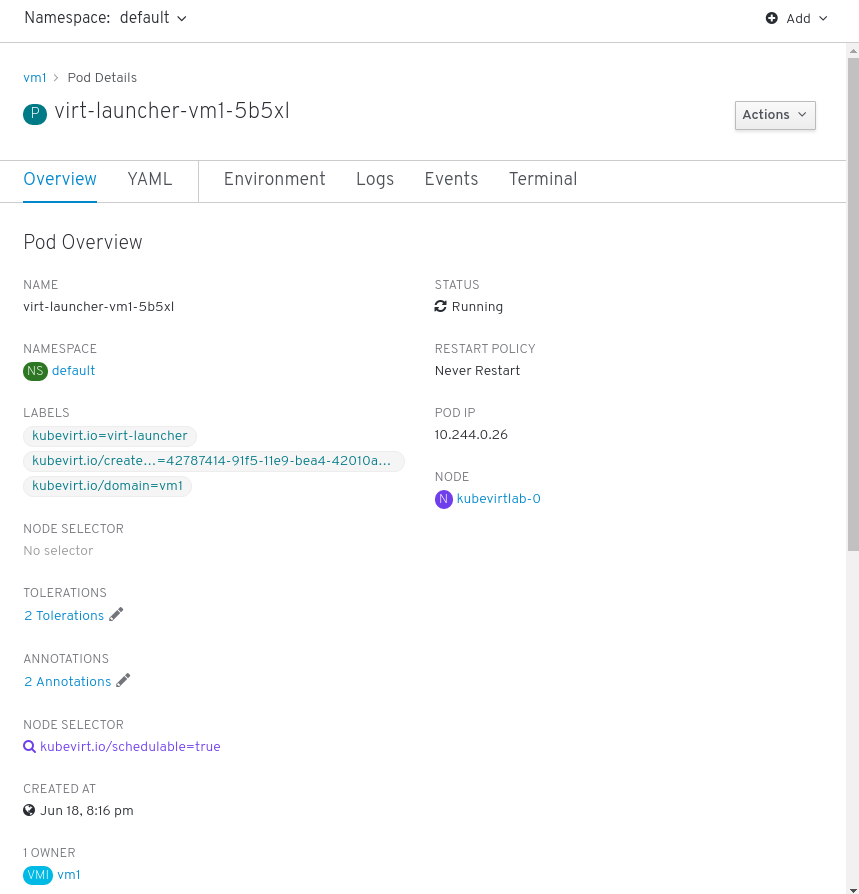 Namespace: default
Add
vm1 > Pod Details
P virt-launcher-vm1-5b5xl
Actions
Overview YAML Environment Logs Events Terminal
Pod Overview
NAME
virt-launcher-vm1-5b5xl
NAMESPACE
NS default
LABELS
kubevirt.io=virt-launcher
kubevirt.io/create...=42787414-91f5-11e9-bea4-42010a...
kubevirt.io/domain=vm1
NODE SELECTOR
No selector
TOLERATIONS
2 Tolerations
ANNOTATIONS
2 Annotations
NODE SELECTOR
kubevirt.io/schedulable=true
CREATED AT
Jun 18, 8:16 pm
1 OWNER
VMI vm1
STATUS
Running
RESTART POLICY
Never Restart
POD IP
10.244.0.26
NODE
N kubevirtlab-0